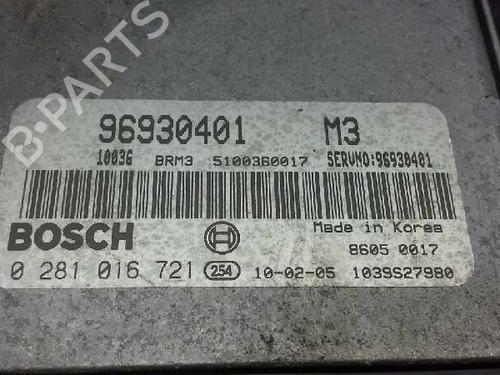 96930401 M3
1003G BRM3 5100360017 SERVNO:96930401
BOSCH
Made in Korea
8605 0017
0 281 016 721 254 10-02-05 1039S27980
B-PARTS